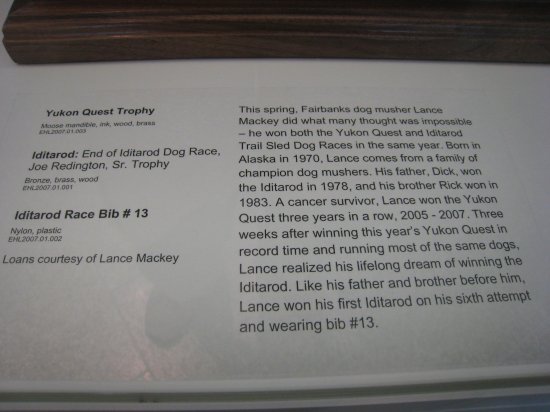 Yukon Quest Trophy
Moose mandible, ink, wood, brass
EHL2007.01.003
Iditarod: End of Iditarod Dog Race,
Joe Redington, Sr. Trophy
Bronze, brass, wood
EHL2007.01.001
Iditarod Race Bib # 13
Nylon, plastic
EHL2007.01.002
Loans courtesy of Lance Mackey
This spring, Fairbanks dog musher Lance
Mackey did what many thought was impossible
– he won both the Yukon Quest and Iditarod
Trail Sled Dog Races in the same year. Born in
Alaska in 1970, Lance comes from a family of
champion dog mushers. His father, Dick, won
the Iditarod in 1978, and his brother Rick won in
1983. A cancer survivor, Lance won the Yukon
Quest three years in a row, 2005 - 2007. Three
weeks after winning this year's Yukon Quest in
record time and running most of the same dogs,
Lance realized his lifelong dream of winning the
Iditarod. Like his father and brother before him,
Lance won his first Iditarod on his sixth attempt
and wearing bib #13.